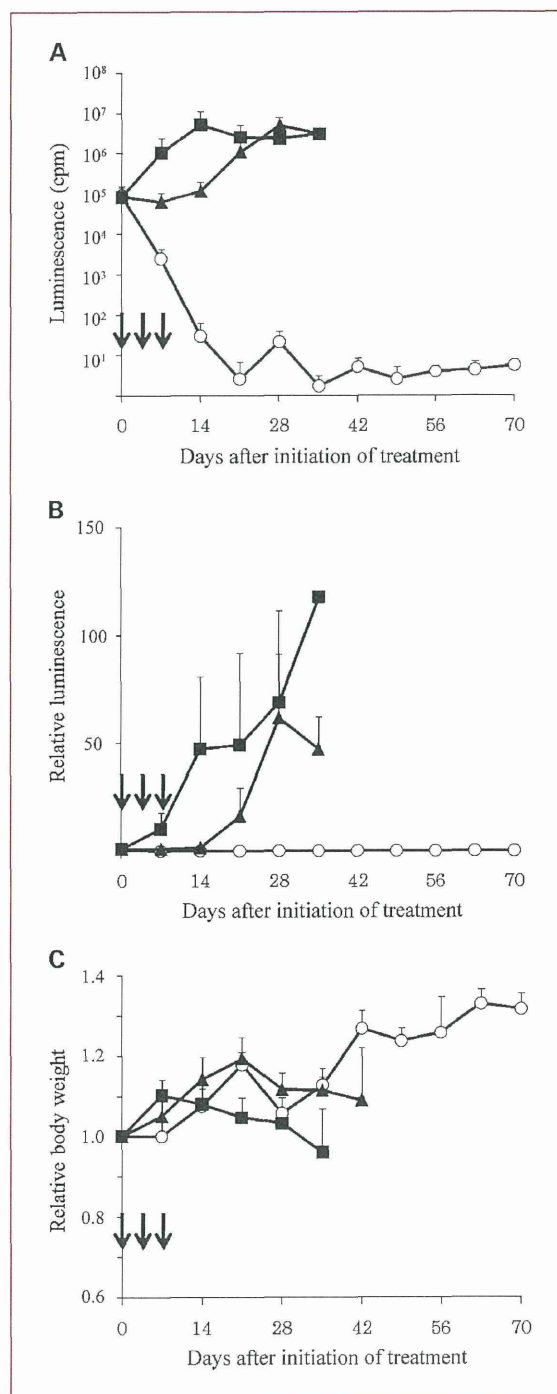 A
10⁸
10⁷
10⁶
10⁵
10⁴
10³
10²
10¹
Luminescence (cpm)
0 14 28 42 56 70
Days after initiation of treatment
B
150
100
50
Relative luminescence
0 14 28 42 56 70
Days after initiation of treatment
C
1.4
1.2
1.0
0.8
0.6
Relative body weight
0 14 28 42 56 70
Days after initiation of treatment